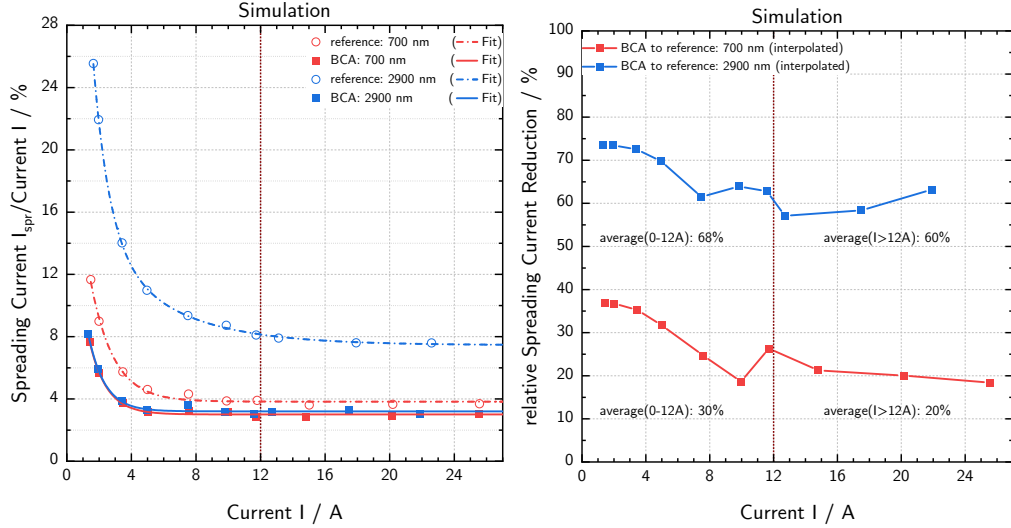 Simulation
reference: 700 nm (-·- Fit)
BCA: 700 nm (— Fit)
reference: 2900 nm (-·- Fit)
BCA: 2900 nm (— Fit)
28
24
20
16
12
8
4
0
0 4 8 12 16 20 24
Spreading Current I_spr/Current I / %
Current I / A
Simulation
BCA to reference: 700 nm (interpolated)
BCA to reference: 2900 nm (interpolated)
100
90
80
70
60
50
40
30
20
10
0
average(0-12A): 68% average(I>12A): 60%
average(0-12A): 30% average(I>12A): 20%
0 4 8 12 16 20 24
relative Spreading Current Reduction / %
Current I / A